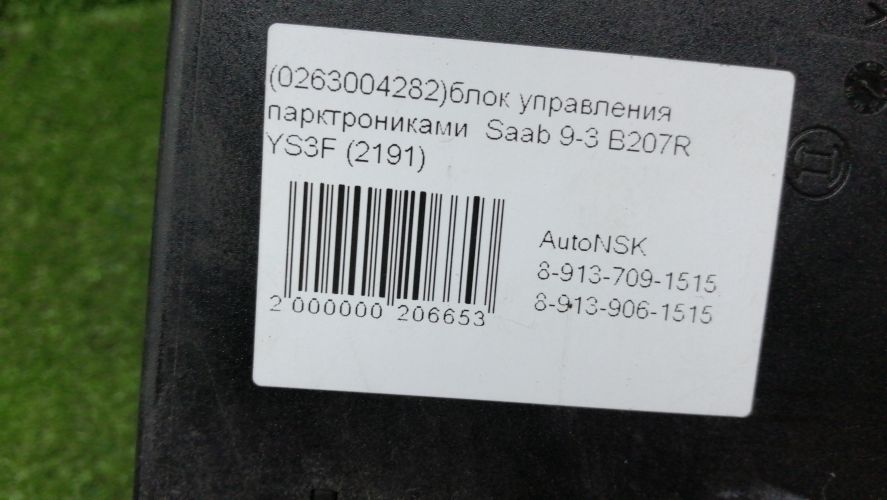 (0263004282)блок управления
парктрониками Saab 9-3 B207R
YS3F (2191)
AutoNSK
8-913-709-1515
8-913-906-1515
2 000000 206653